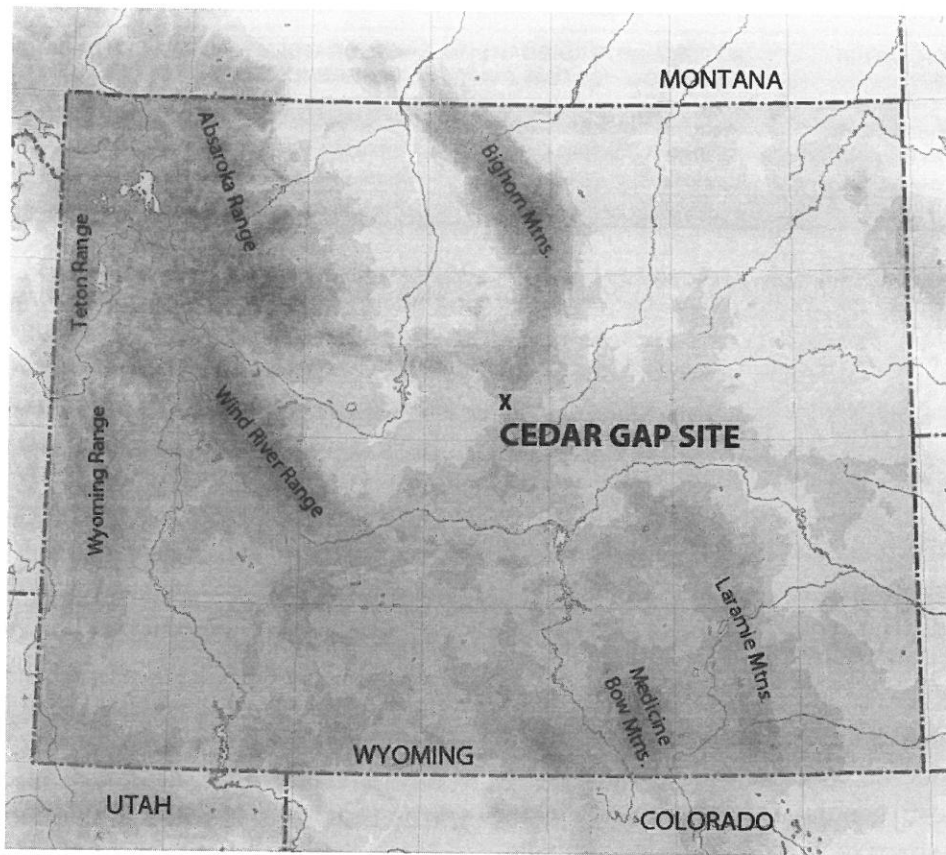 MONTANA
Absaroka Range
Bighorn Mtns.
Teton Range
X
CEDAR GAP SITE
Wind River Range
Wyoming Range
Laramie Mtns.
Medicine
Bow Mtns.
WYOMING
UTAH
COLORADO